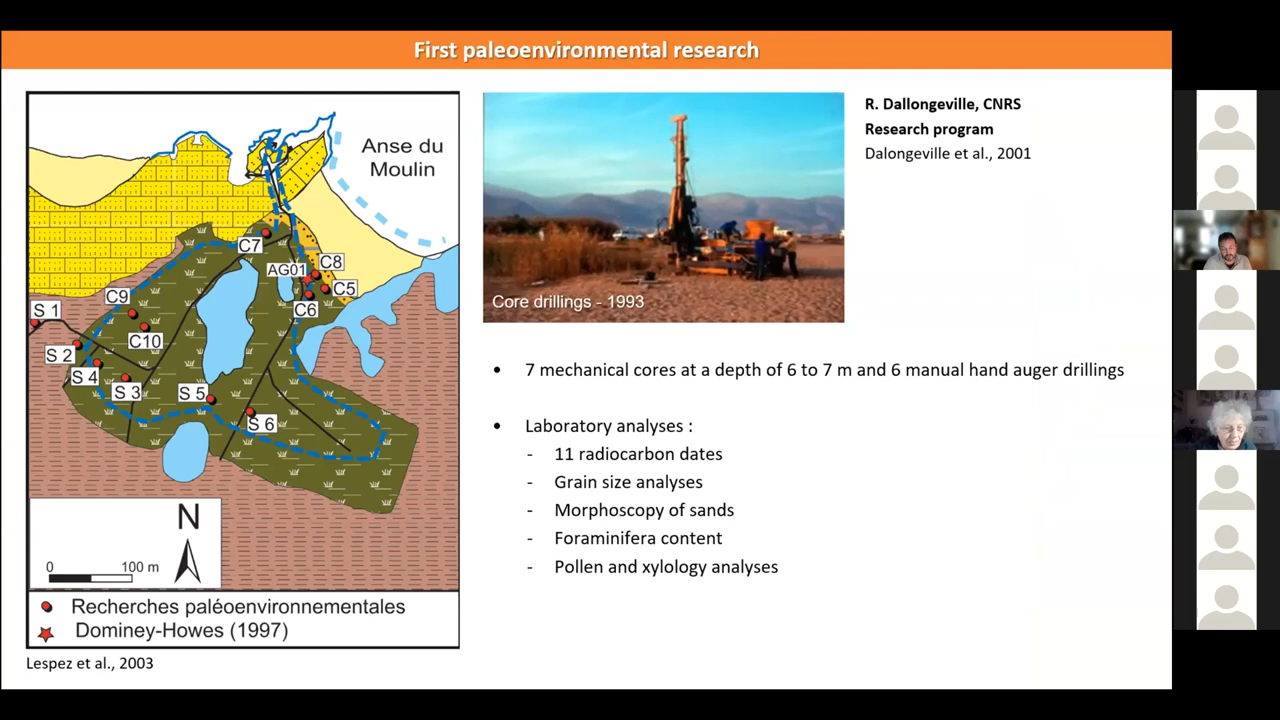 First paleoenvironmental research
Anse du
Moulin
C7
AG01
C8
C5
C6
C9
C10
S 1
S 2
S 4
S 3
S 5
S 6
N
0 100 m
Recherches paléoenvironnementales
Dominey-Howes (1997)
Lespez et al., 2003
Core drillings - 1993
R. Dallongeville, CNRS
Research program
Dalongeville et al., 2001
• 7 mechanical cores at a depth of 6 to 7 m and 6 manual hand auger drillings
• Laboratory analyses :
- 11 radiocarbon dates
- Grain size analyses
- Morphoscopy of sands
- Foraminifera content
- Pollen and xylology analyses